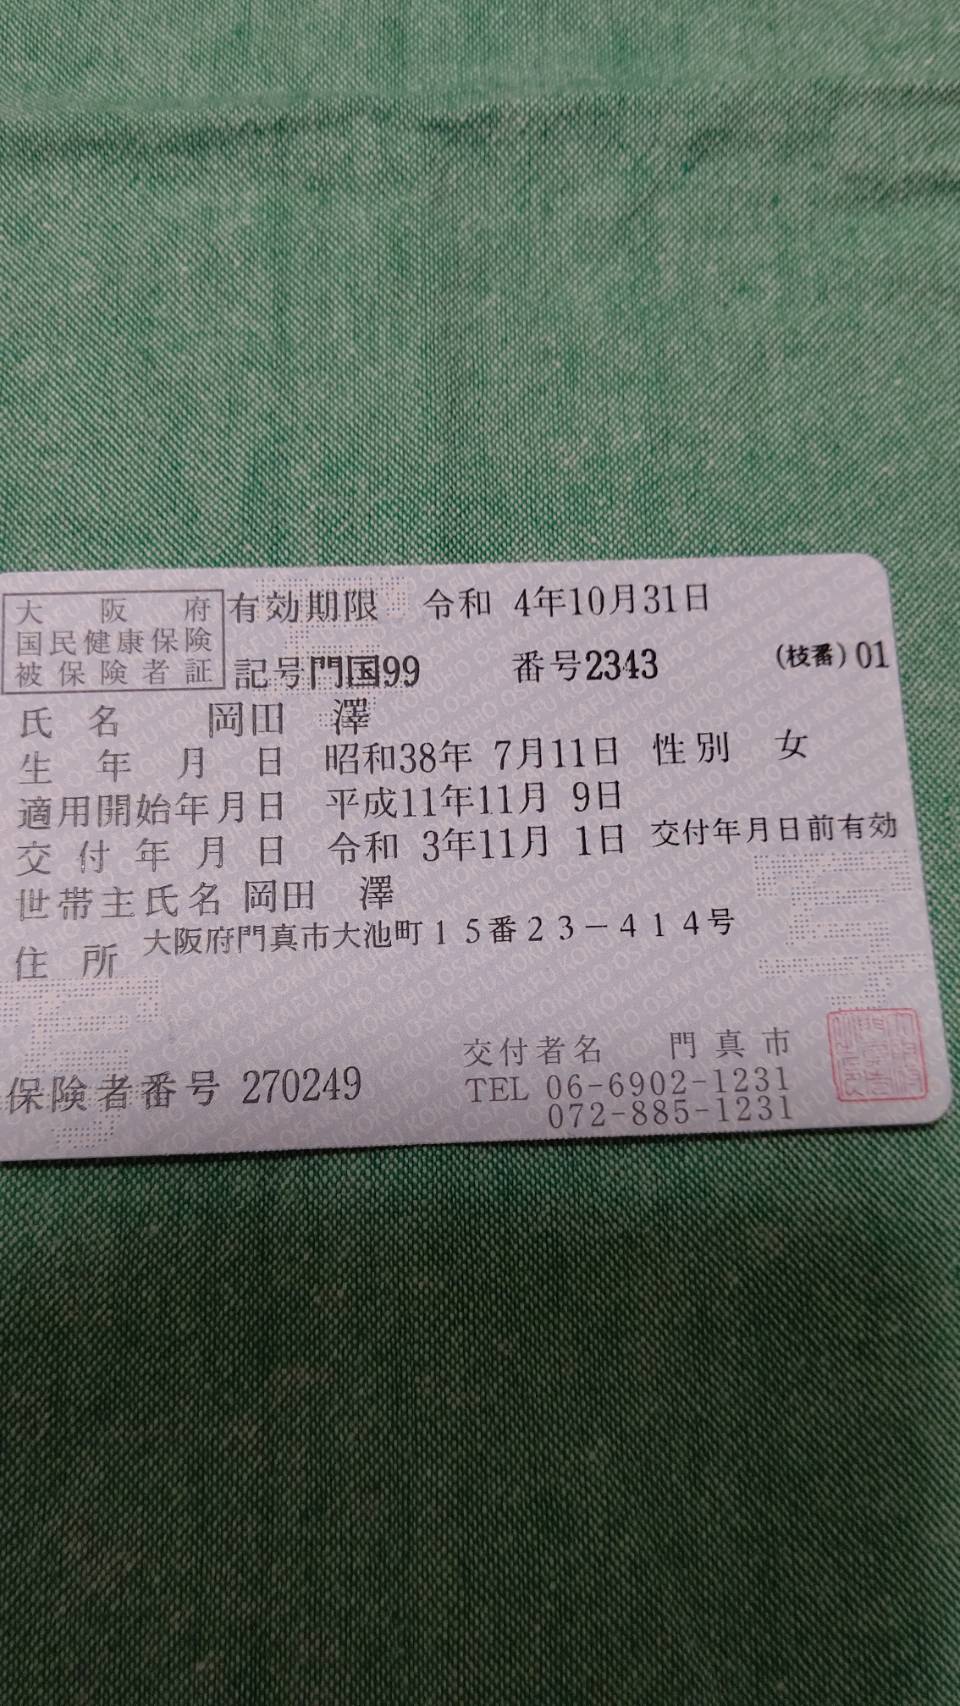 大阪府
国民健康保険
被保険者証
有効期限 令和 4年10月31日
記号門国99 番号2343 (枝番)01
氏名 岡田 澤
生年月日 昭和38年 7月11日 性別 女
適用開始年月日 平成11年11月 9日
交付年月日 令和 3年11月 1日 交付年月日前有効
世帯主氏名 岡田 澤
住所 大阪府門真市大池町15番23-414号
保険者番号 270249
交付者名 門真市
TEL 06-6902-1231
072-885-1231